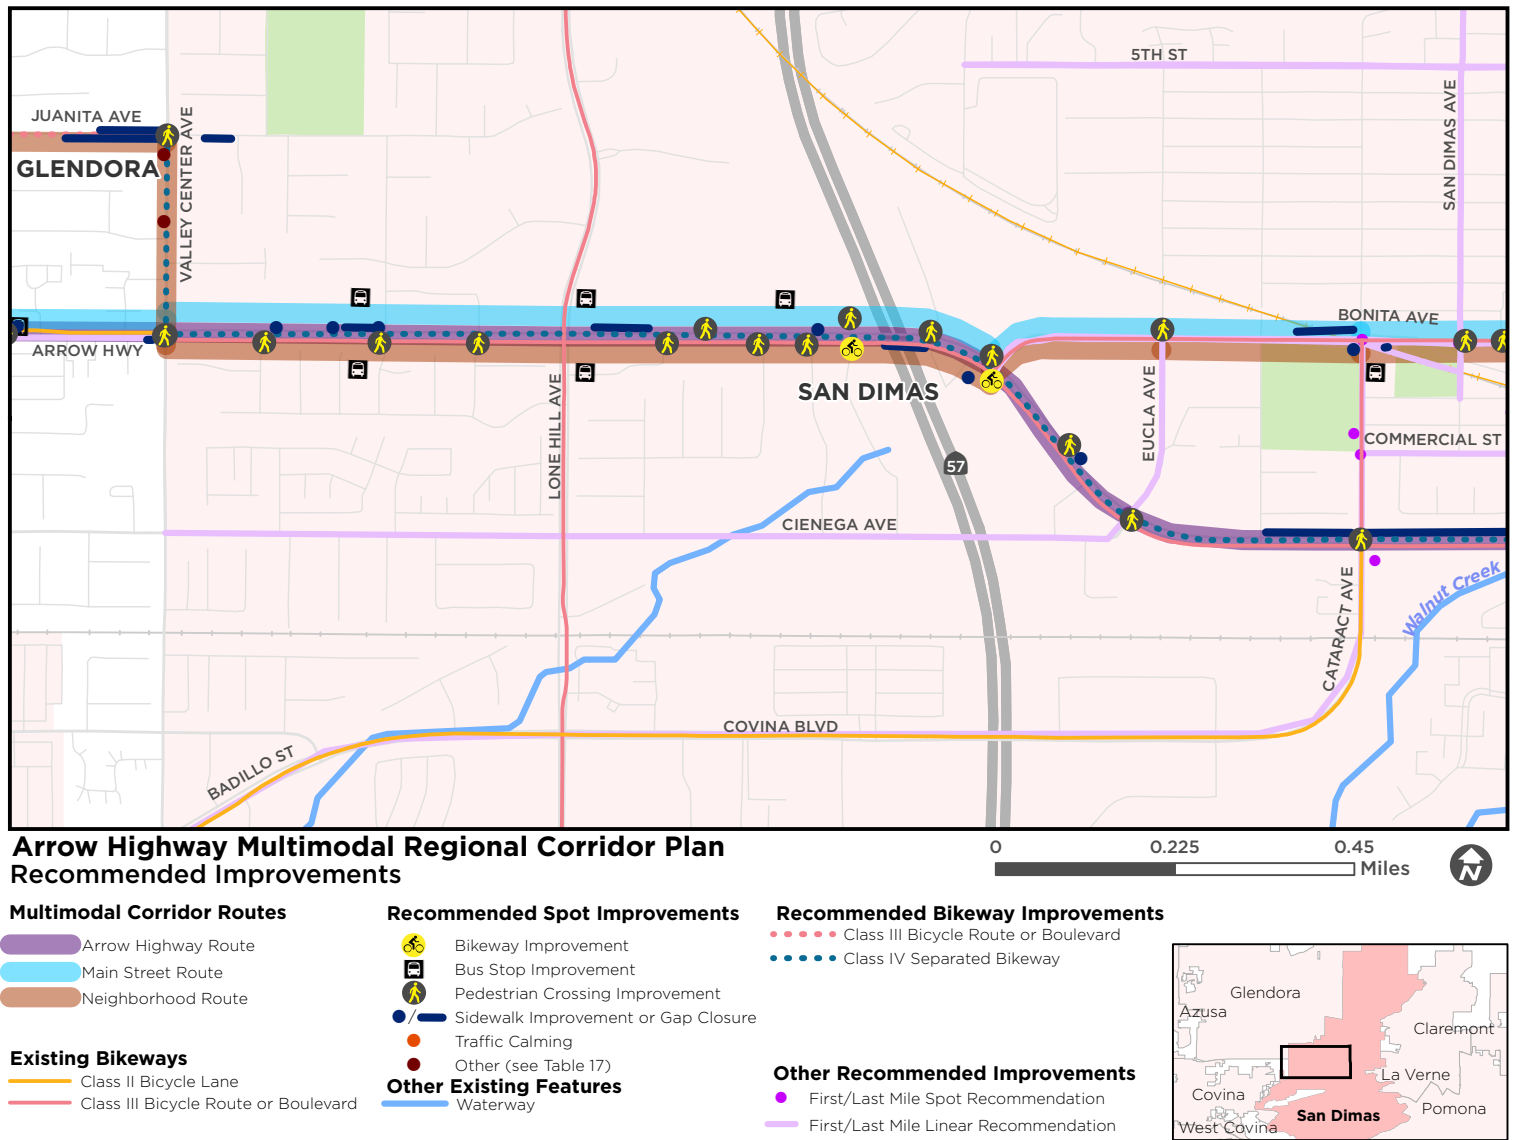 5TH ST
JUANITA AVE
GLENDORA
VALLEY CENTER AVE
SAN DIMAS AVE
BONITA AVE
ARROW HWY
SAN DIMAS
LONE HILL AVE
EUCLA AVE
COMMERCIAL ST
57
CIENEGA AVE
CATARACT AVE
Walnut Creek
COVINA BLVD
BADILLO ST
Arrow Highway Multimodal Regional Corridor Plan
Recommended Improvements
0 0.225 0.45
Miles
N
Multimodal Corridor Routes
Arrow Highway Route
Main Street Route
Neighborhood Route
Existing Bikeways
Class II Bicycle Lane
Class III Bicycle Route or Boulevard
Recommended Spot Improvements
Bikeway Improvement
Bus Stop Improvement
Pedestrian Crossing Improvement
/ Sidewalk Improvement or Gap Closure
Traffic Calming
Other (see Table 17)
Other Existing Features
Waterway
Recommended Bikeway Improvements
Class III Bicycle Route or Boulevard
Class IV Separated Bikeway
Other Recommended Improvements
First/Last Mile Spot Recommendation
First/Last Mile Linear Recommendation
Glendora
Azusa
Claremont
La Verne
Covina
Pomona
San Dimas
West Covina